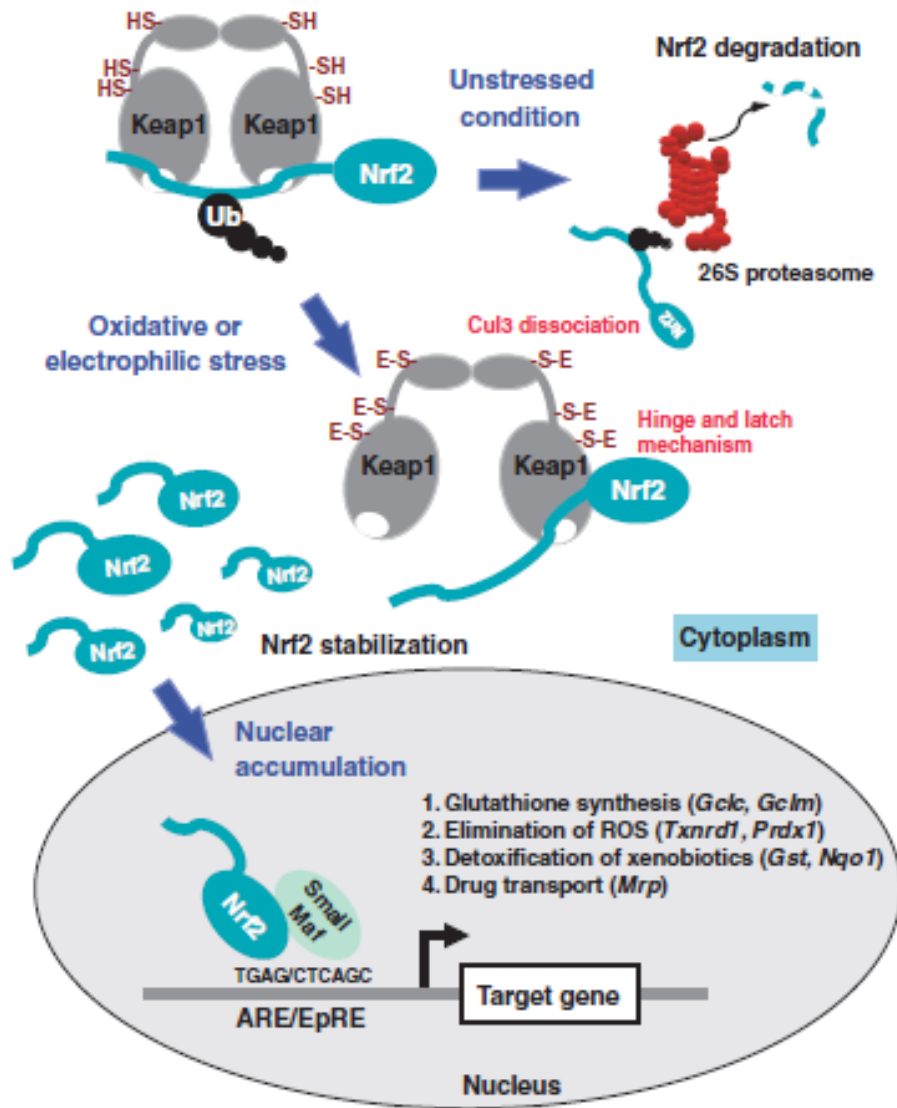 HS-
-SH
HS-
HS-
-SH
-SH
Keap1
Keap1
Nrf2
Ub
Unstressed
condition
Nrf2 degradation
26S proteasome
Nrf2
Oxidative or
electrophilic stress
Cul3 dissociation
E-S-
-S-E
E-S-
E-S-
-S-E
-S-E
Hinge and latch
mechanism
Keap1
Keap1
Nrf2
Nrf2
Nrf2
Nrf2
Nrf2
Nrf2
Nrf2 stabilization
Cytoplasm
Nuclear
accumulation
1. Glutathione synthesis (Gclc, Gclm)
2. Elimination of ROS (Txnrd1, Prdx1)
3. Detoxification of xenobiotics (Gst, Nqo1)
4. Drug transport (Mrp)
Nrf2
Small
Maf
TGAG/CTCAGC
ARE/EpRE
Target gene
Nucleus